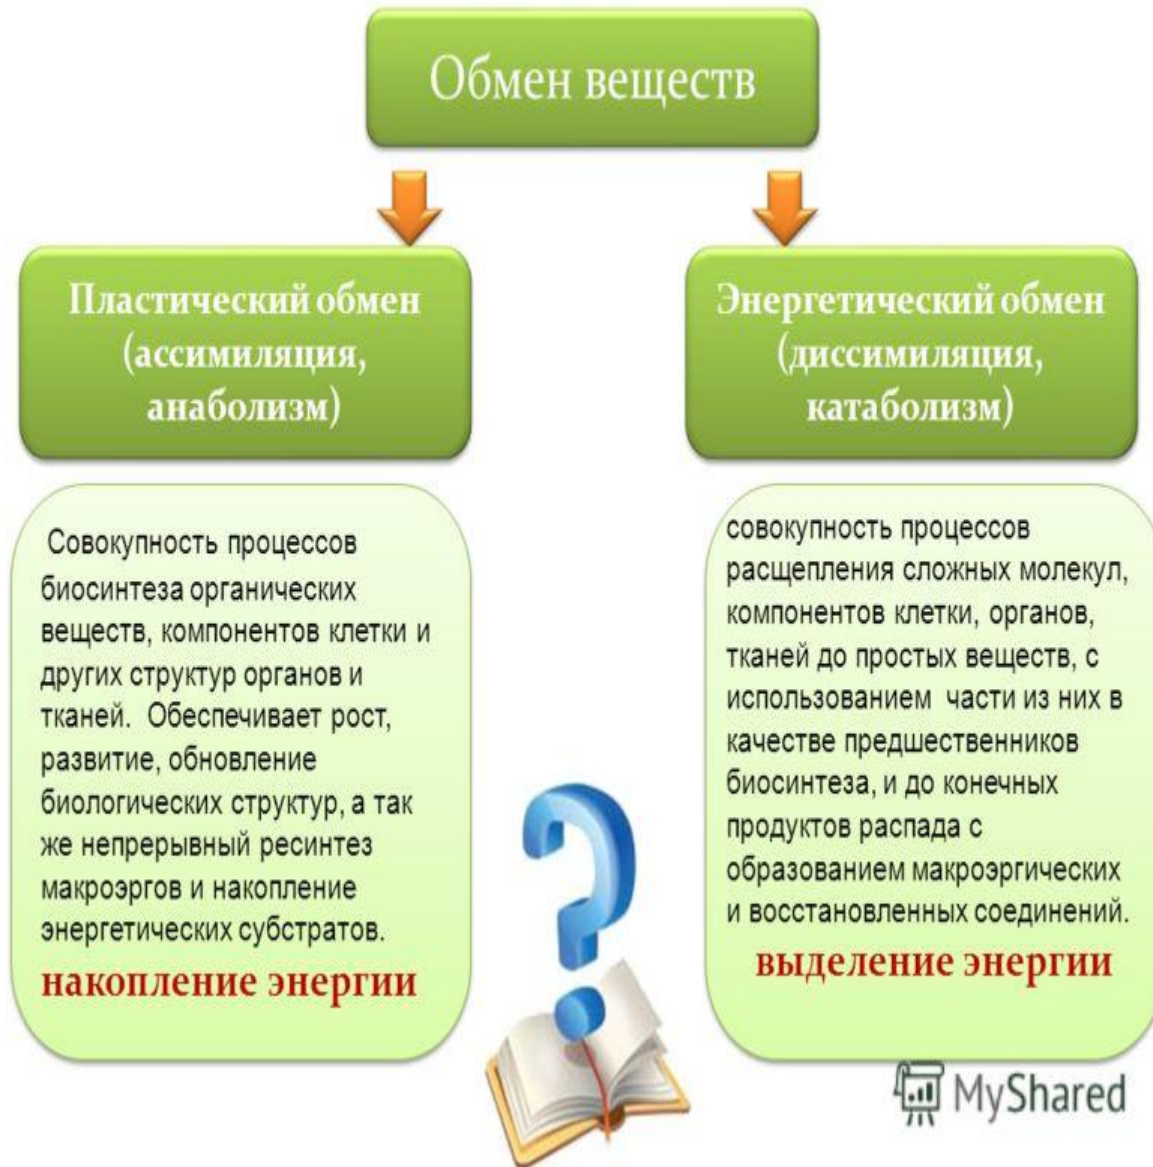 Обмен веществ
Пластический обмен
(ассимиляция,
анаболизм)
Энергетический обмен
(диссимиляция,
катаболизм)
Совокупность процессов
биосинтеза органических
веществ, компонентов клетки и
других структур органов и
тканей. Обеспечивает рост,
развитие, обновление
биологических структур, а так
же непрерывный ресинтез
макроэргов и накопление
энергетических субстратов.
накопление энергии
совокупность процессов
расщепления сложных молекул,
компонентов клетки, органов,
тканей до простых веществ, с
использованием части из них в
качестве предшественников
биосинтеза, и до конечных
продуктов распада с
образованием макроэргических
и восстановленных соединений.
выделение энергии
MyShared